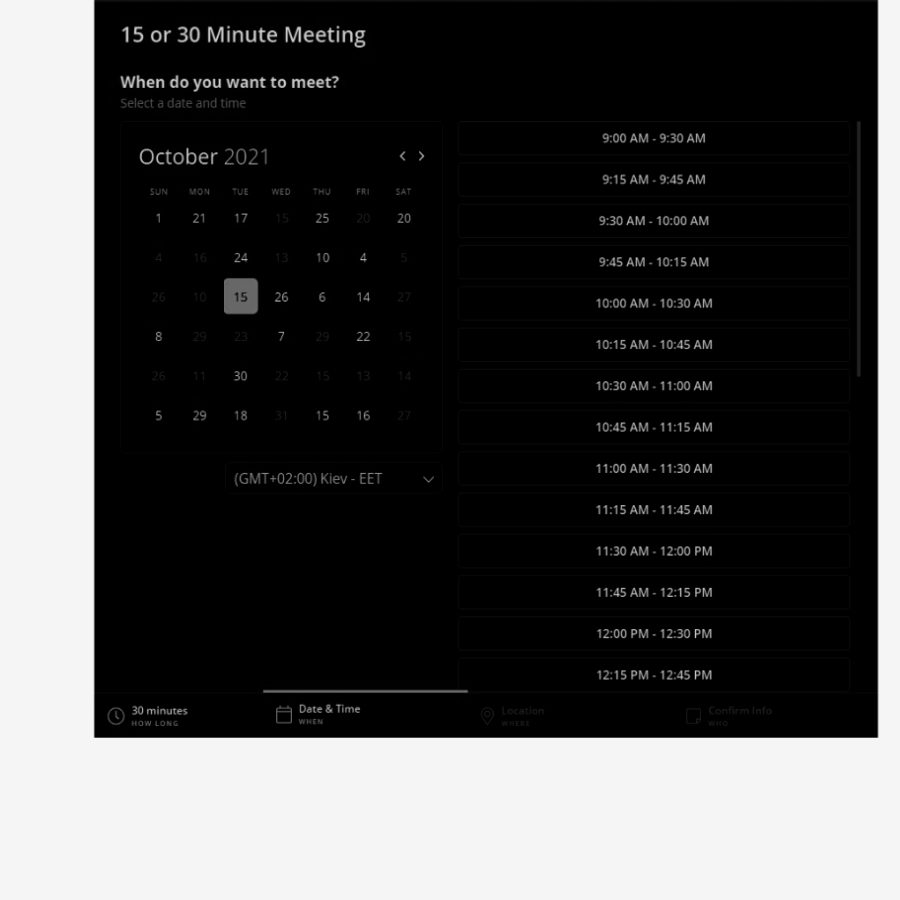 15 or 30 Minute Meeting
When do you want to meet?
Select a date and time
October 2021
SUN MON TUE WED THU FRI SAT
1 21 17 15 25 20 20
4 16 24 13 10 4 5
26 10 15 26 6 14 27
8 29 23 7 29 22 15
26 11 30 22 15 13 14
5 29 18 31 15 16 27
(GMT+02:00) Kiev - EET
9:00 AM - 9:30 AM
9:15 AM - 9:45 AM
9:30 AM - 10:00 AM
9:45 AM - 10:15 AM
10:00 AM - 10:30 AM
10:15 AM - 10:45 AM
10:30 AM - 11:00 AM
10:45 AM - 11:15 AM
11:00 AM - 11:30 AM
11:15 AM - 11:45 AM
11:30 AM - 12:00 PM
11:45 AM - 12:15 PM
12:00 PM - 12:30 PM
12:15 PM - 12:45 PM
30 minutes
HOW LONG
Date & Time
WHEN
Location
WHERE
Confirm Info
WHO